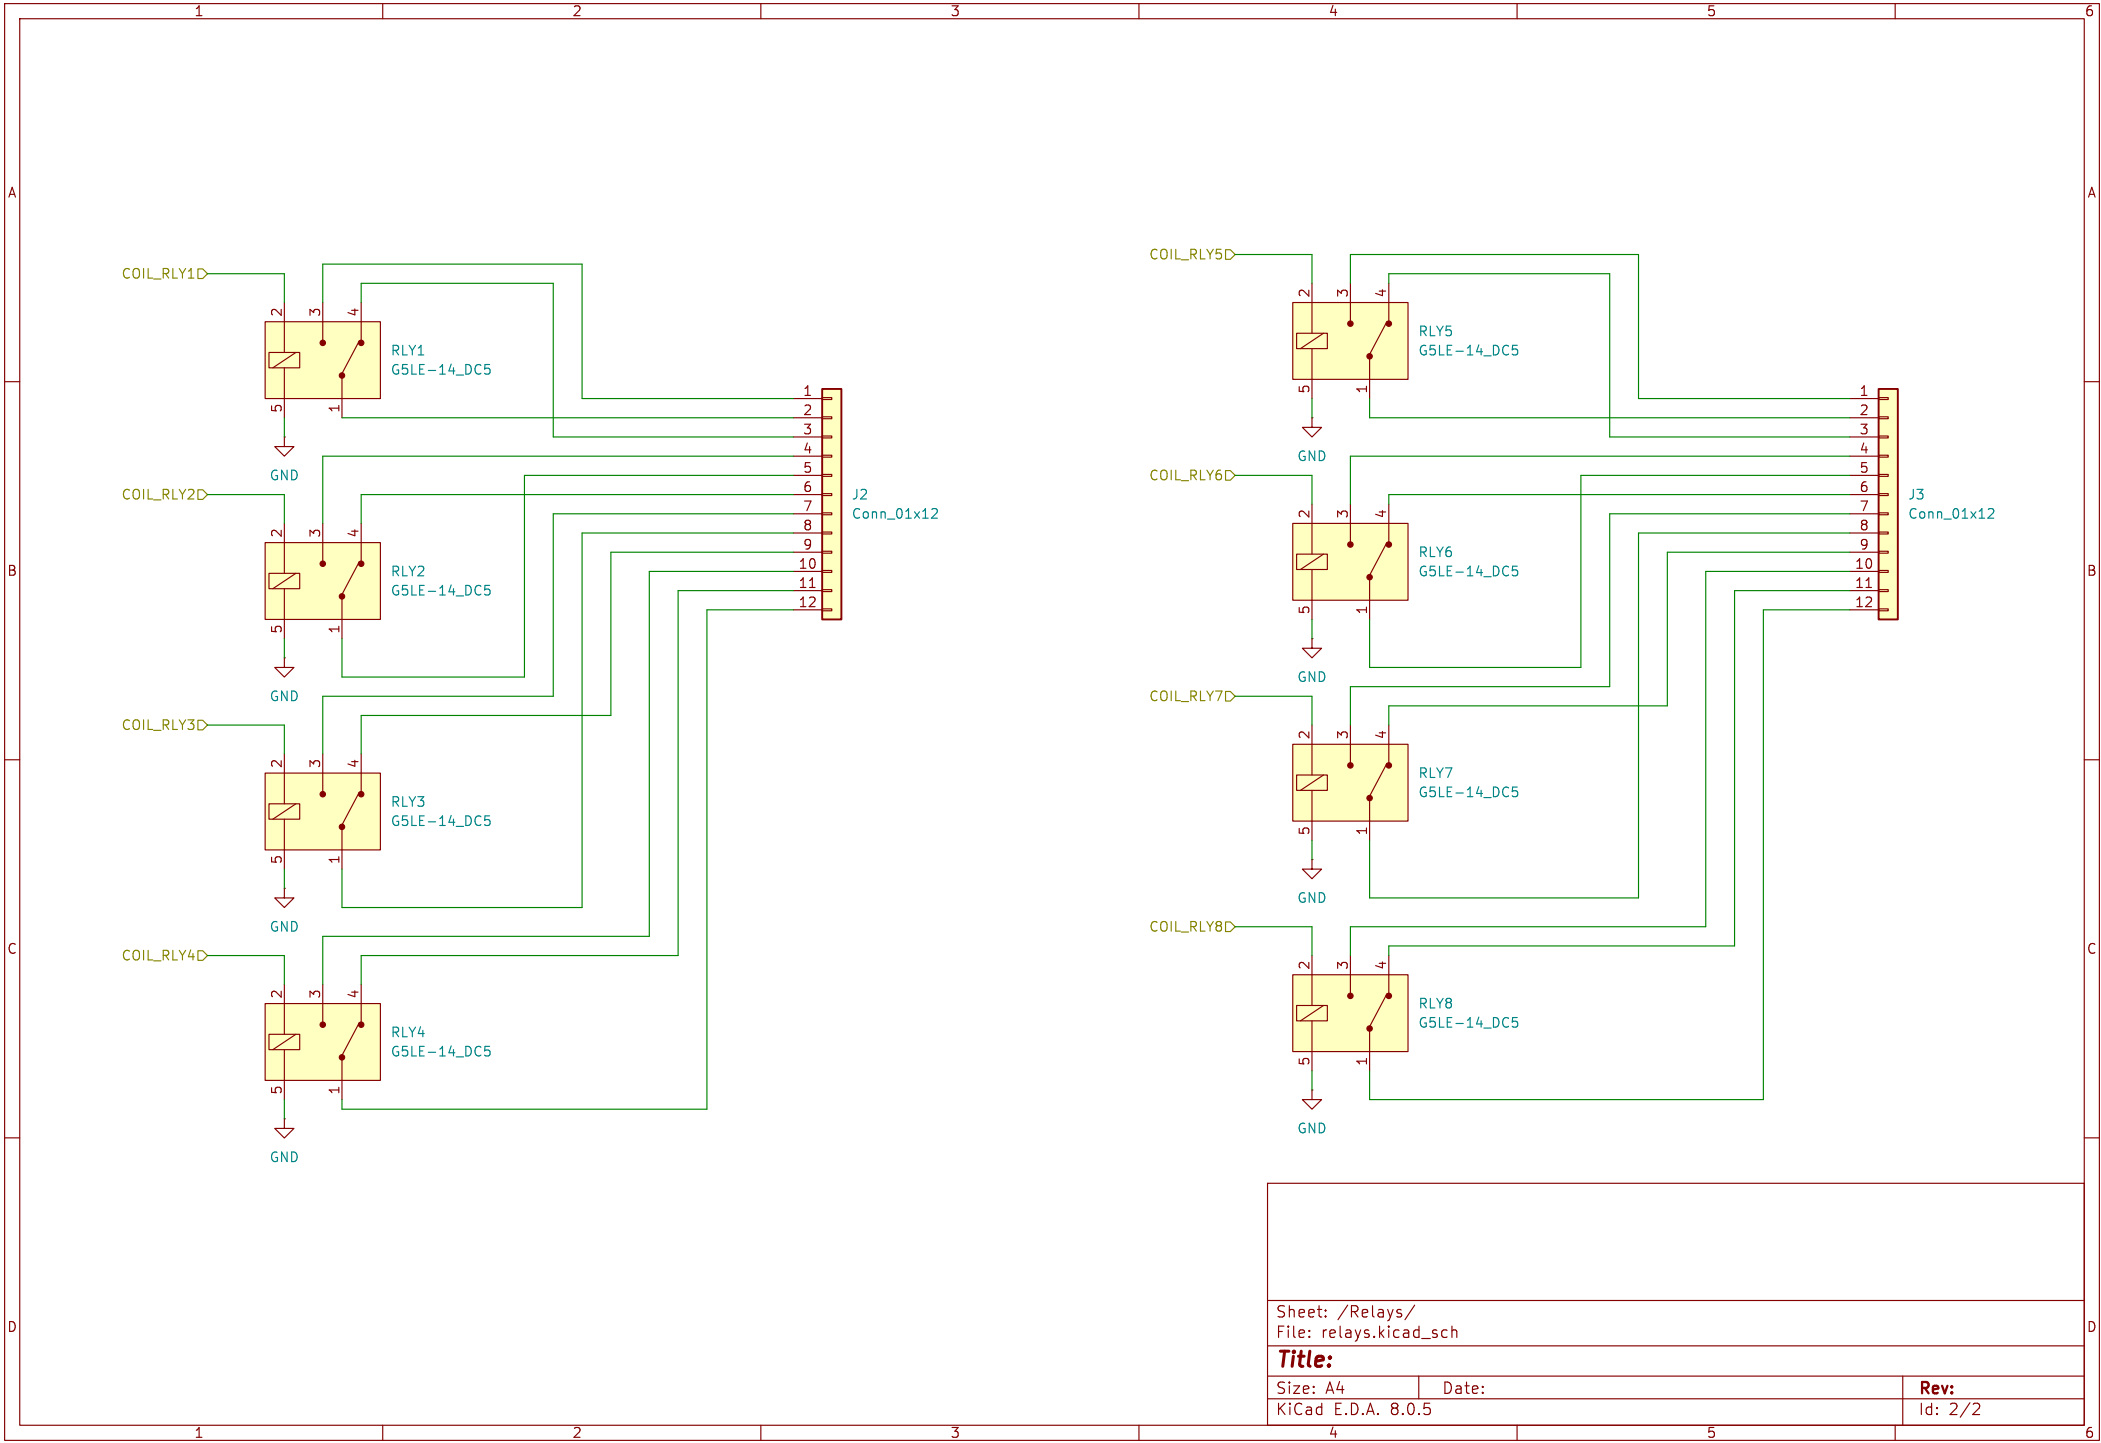 1 2 3 4 5 6
A A
B B
C C
D D
COIL_RLY1
2 3 4
RLY1
G5LE-14_DC5
5 1
GND
COIL_RLY2
2 3 4
RLY2
G5LE-14_DC5
5 1
GND
COIL_RLY3
2 3 4
RLY3
G5LE-14_DC5
5 1
GND
COIL_RLY4
2 3 4
RLY4
G5LE-14_DC5
5 1
GND
1
2
3
4
5
6
7
8
9
10
11
12
J2
Conn_01x12
COIL_RLY5
2 3 4
RLY5
G5LE-14_DC5
5 1
GND
COIL_RLY6
2 3 4
RLY6
G5LE-14_DC5
5 1
GND
COIL_RLY7
2 3 4
RLY7
G5LE-14_DC5
5 1
GND
COIL_RLY8
2 3 4
RLY8
G5LE-14_DC5
5 1
GND
1
2
3
4
5
6
7
8
9
10
11
12
J3
Conn_01x12
Sheet: /Relays/
File: relays.kicad_sch
Title:
Size: A4 Date: Rev:
KiCad E.D.A. 8.0.5 Id: 2/2
1 2 3 4 5 6